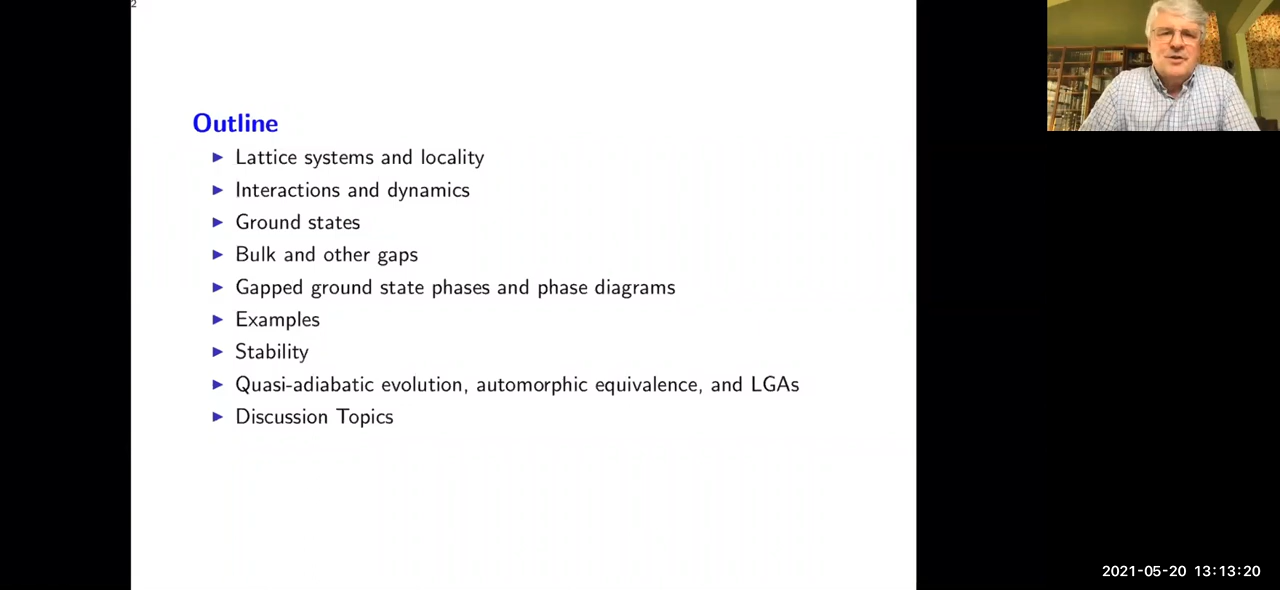 2
Outline
▶ Lattice systems and locality
▶ Interactions and dynamics
▶ Ground states
▶ Bulk and other gaps
▶ Gapped ground state phases and phase diagrams
▶ Examples
▶ Stability
▶ Quasi-adiabatic evolution, automorphic equivalence, and LGAs
▶ Discussion Topics
2021-05-20 13:13:20